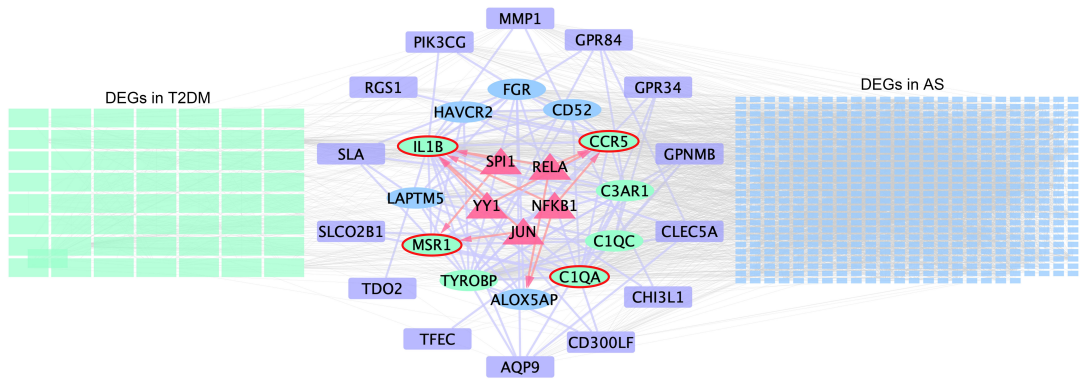 MMP1
PIK3CG
GPR84
DEGs in T2DM
DEGs in AS
RGS1
FGR
GPR34
HAVCR2
CD52
IL1B
CCR5
SLA
SPI1
RELA
GPNMB
LAPTM5
C3AR1
YY1
NFKB1
SLCO2B1
JUN
CLEC5A
MSR1
C1QC
TYROBP
C1QA
TDO2
ALOX5AP
CHI3L1
TFEC
CD300LF
AQP9